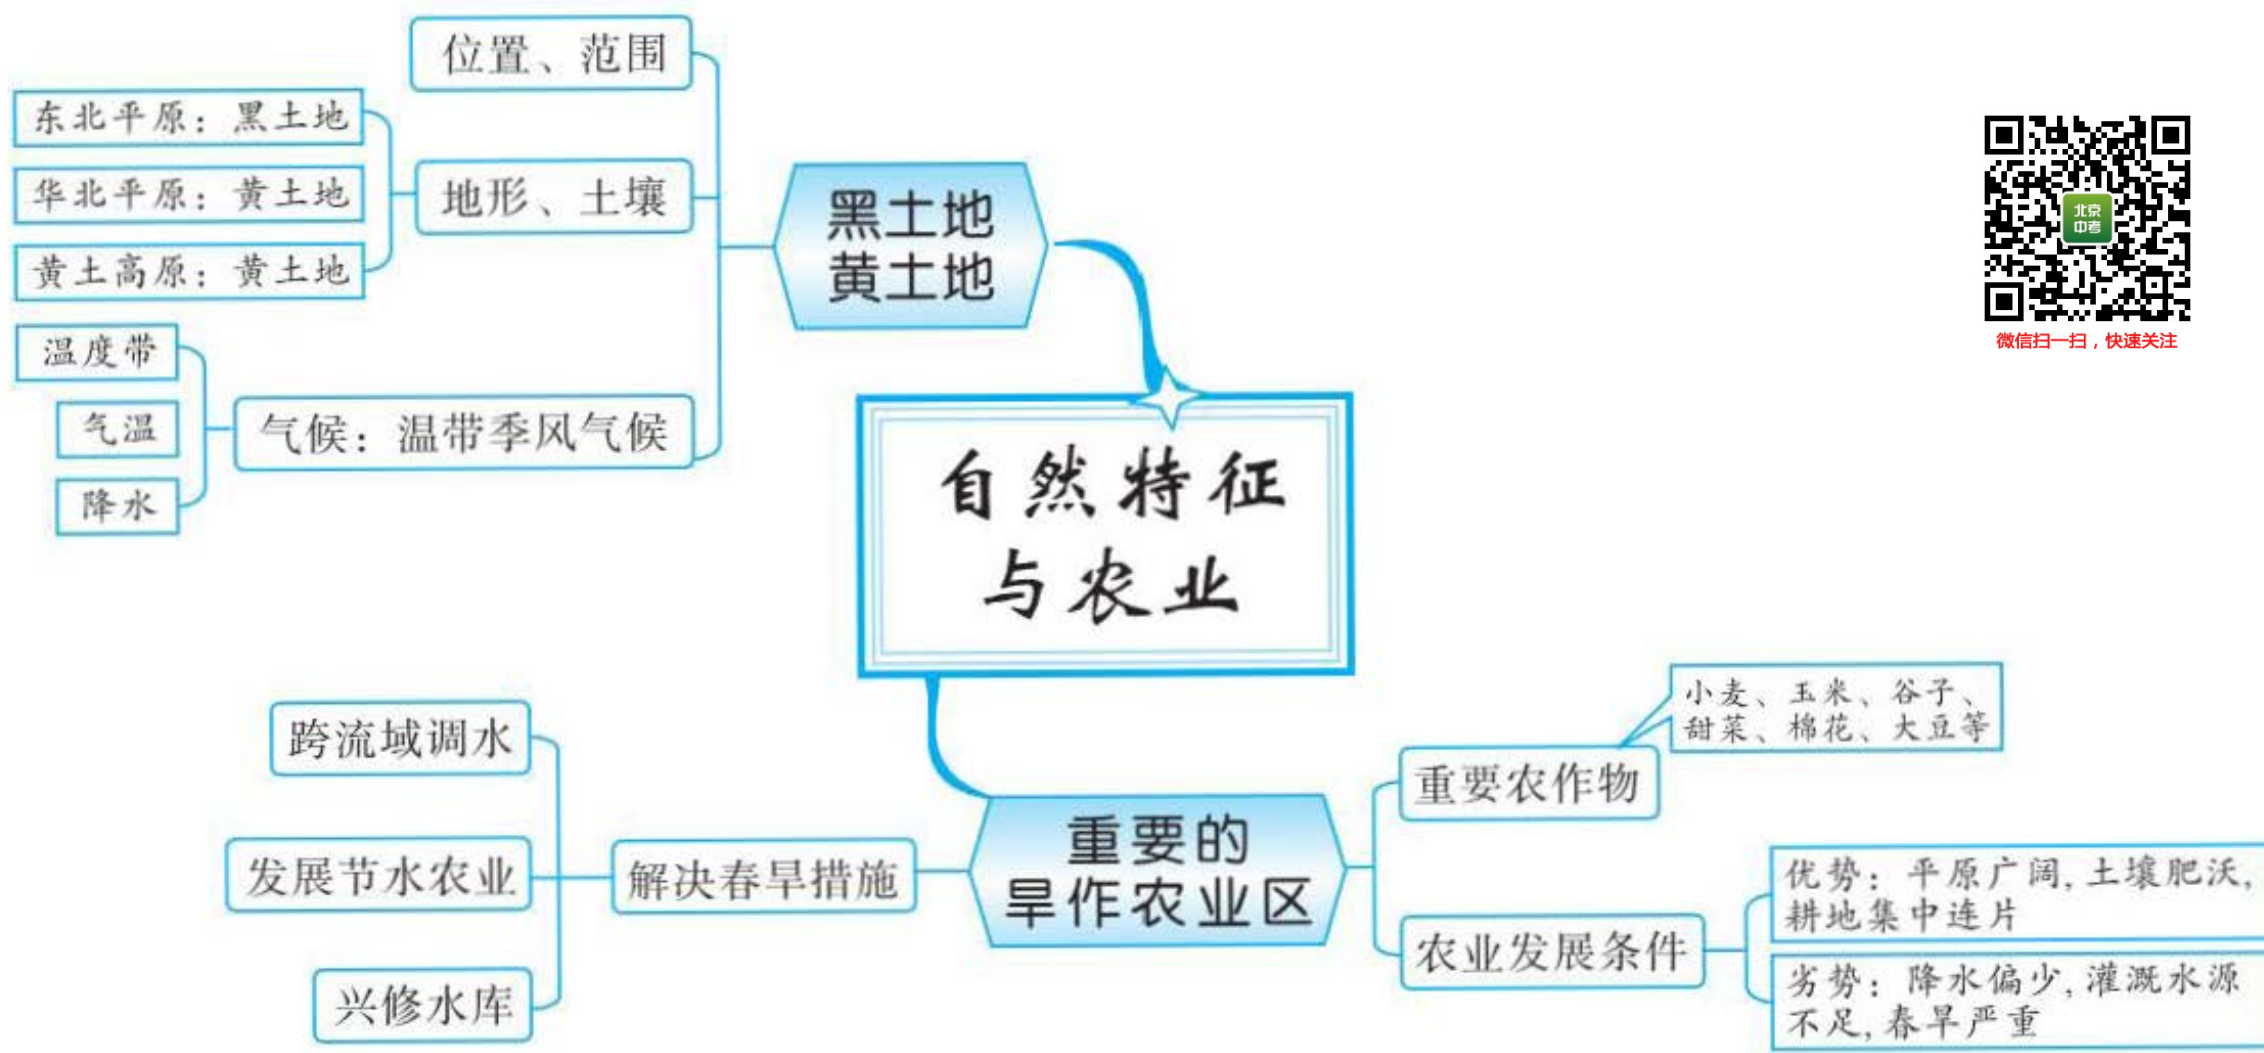 位置、范围
东北平原：黑土地
华北平原：黄土地
黄土高原：黄土地
地形、土壤
温度带
气温
降水
气候：温带季风气候
黑土地
黄土地
北京
中考
微信扫一扫，快速关注
自然特征
与农业
跨流域调水
发展节水农业
兴修水库
解决春旱措施
重要的
旱作农业区
小麦、玉米、谷子、
甜菜、棉花、大豆等
重要农作物
农业发展条件
优势：平原广阔,土壤肥沃,
耕地集中连片
劣势：降水偏少,灌溉水源
不足,春旱严重